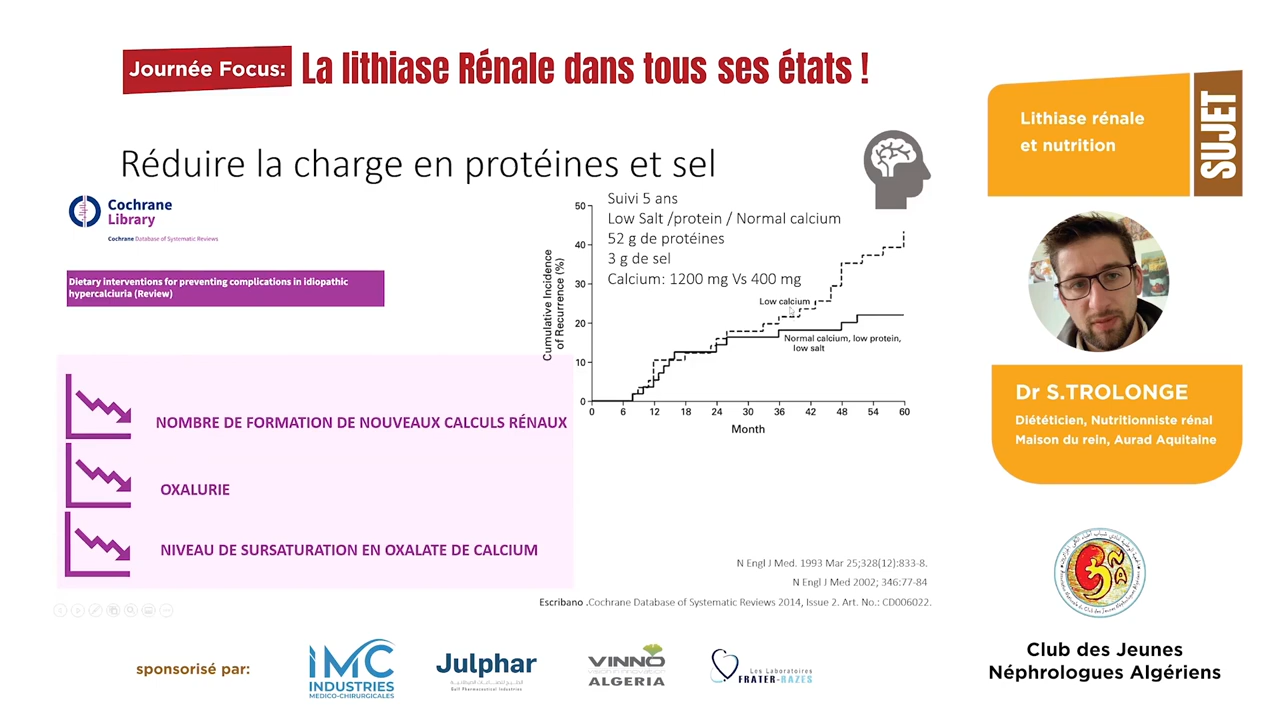 Journée Focus: La lithiase Rénale dans tous ses états !
Lithiase rénale
et nutrition
SUJET
Réduire la charge en protéines et sel
Cochrane
Library
Cochrane Database of Systematic Reviews
Dietary interventions for preventing complications in idiopathic
hypercalciuria (Review)
Suivi 5 ans
Low Salt /protein / Normal calcium
52 g de protéines
3 g de sel
Calcium: 1200 mg Vs 400 mg
Cumulative Incidence
of Recurrence (%)
50
40
30
20
10
0
Low calcium
Normal calcium, low protein,
low salt
0 6 12 18 24 30 36 42 48 54 60
Month
NOMBRE DE FORMATION DE NOUVEAUX CALCULS RÉNAUX
OXALURIE
NIVEAU DE SURSATURATION EN OXALATE DE CALCIUM
N Engl J Med. 1993 Mar 25;328(12):833-8.
N Engl J Med 2002; 346:77-84
Escribano .Cochrane Database of Systematic Reviews 2014, Issue 2. Art. No.: CD006022.
Dr S.TROLONGE
Diététicien, Nutritionniste rénal
Maison du rein, Aurad Aquitaine
Club des Jeunes
Néphrologues Algériens
sponsorisé par:
IMC
INDUSTRIES
MEDICO-CHIRURGICALES
Julphar
Gulf Pharmaceutical Industries
VINNO
ALGERIA
Les Laboratoires
FRATER-RAZES